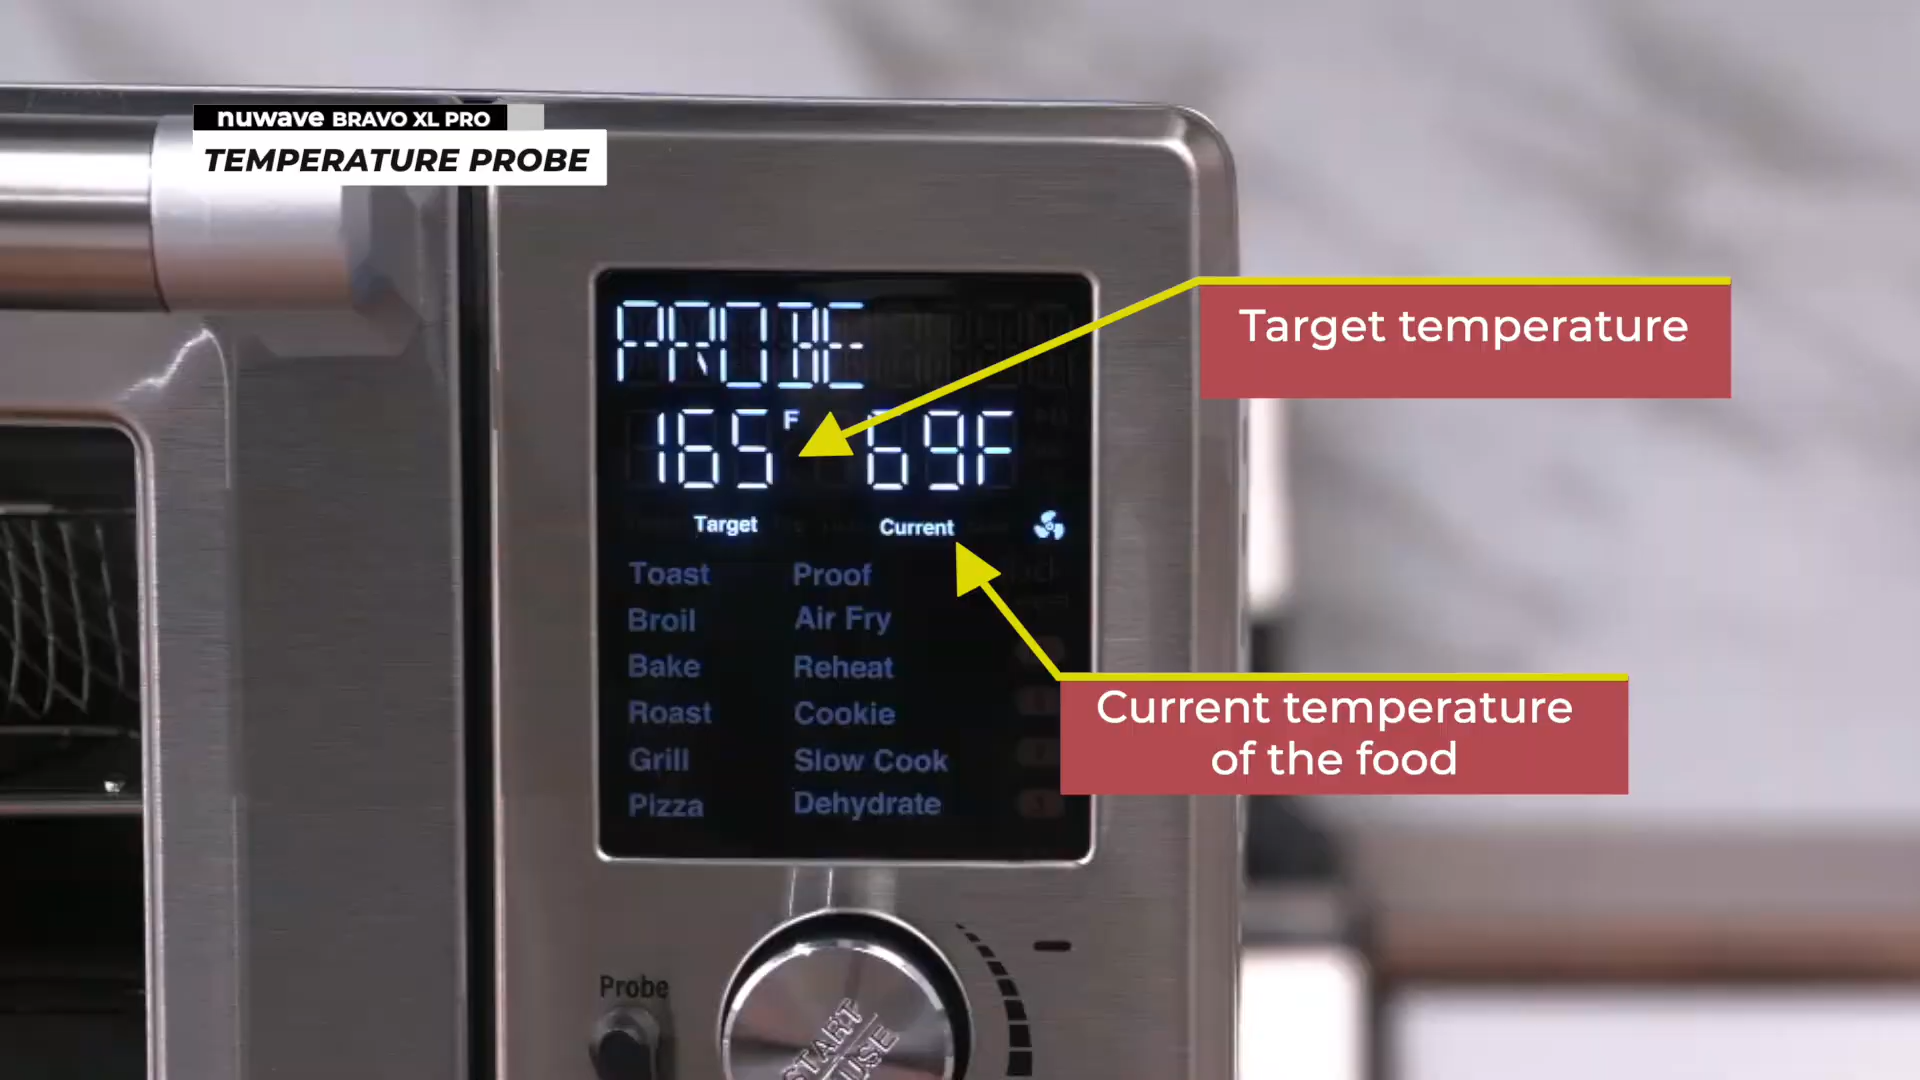 nuwave BRAVO XL PRO
TEMPERATURE PROBE
PROBE
165 F 69F
Target Current
Target temperature
Toast Proof
Broil Air Fry
Bake Reheat
Roast Cookie
Grill Slow Cook
Pizza Dehydrate
Current temperature
of the food
Probe
START